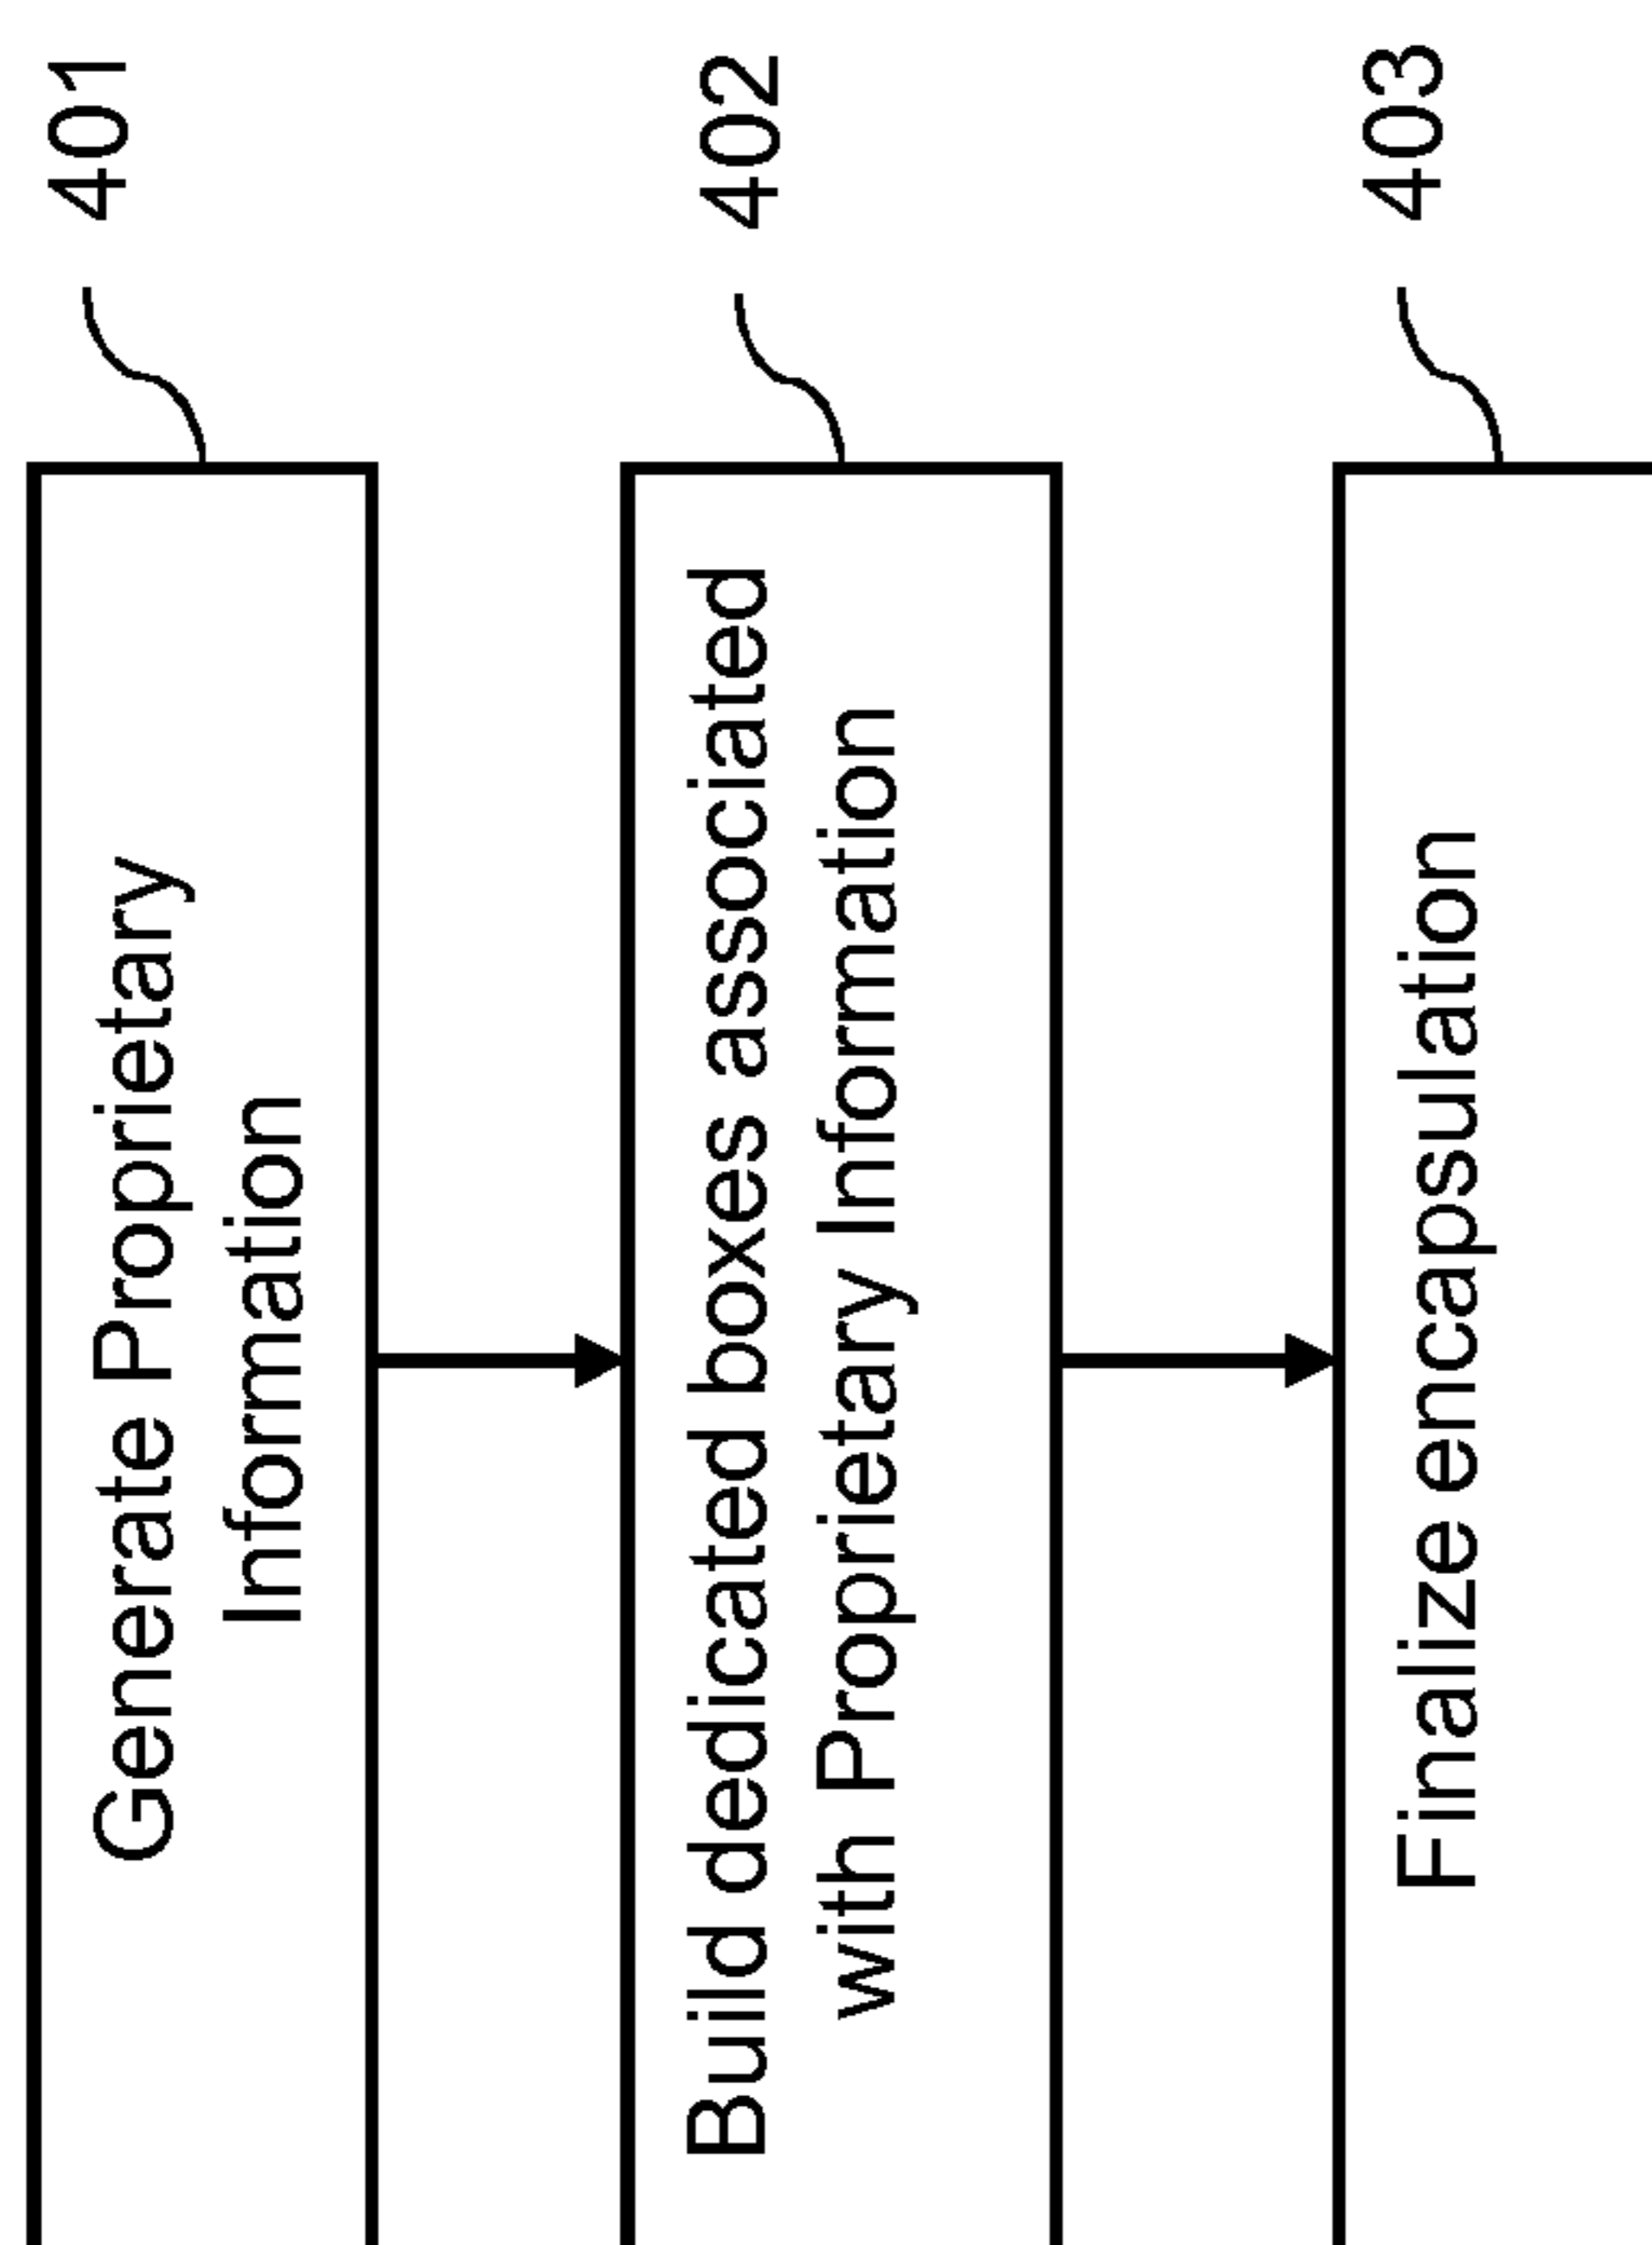 Generate Proprietary
Information
401
Build dedicated boxes associated
with Proprietary Information
402
Finalize encapsulation
403